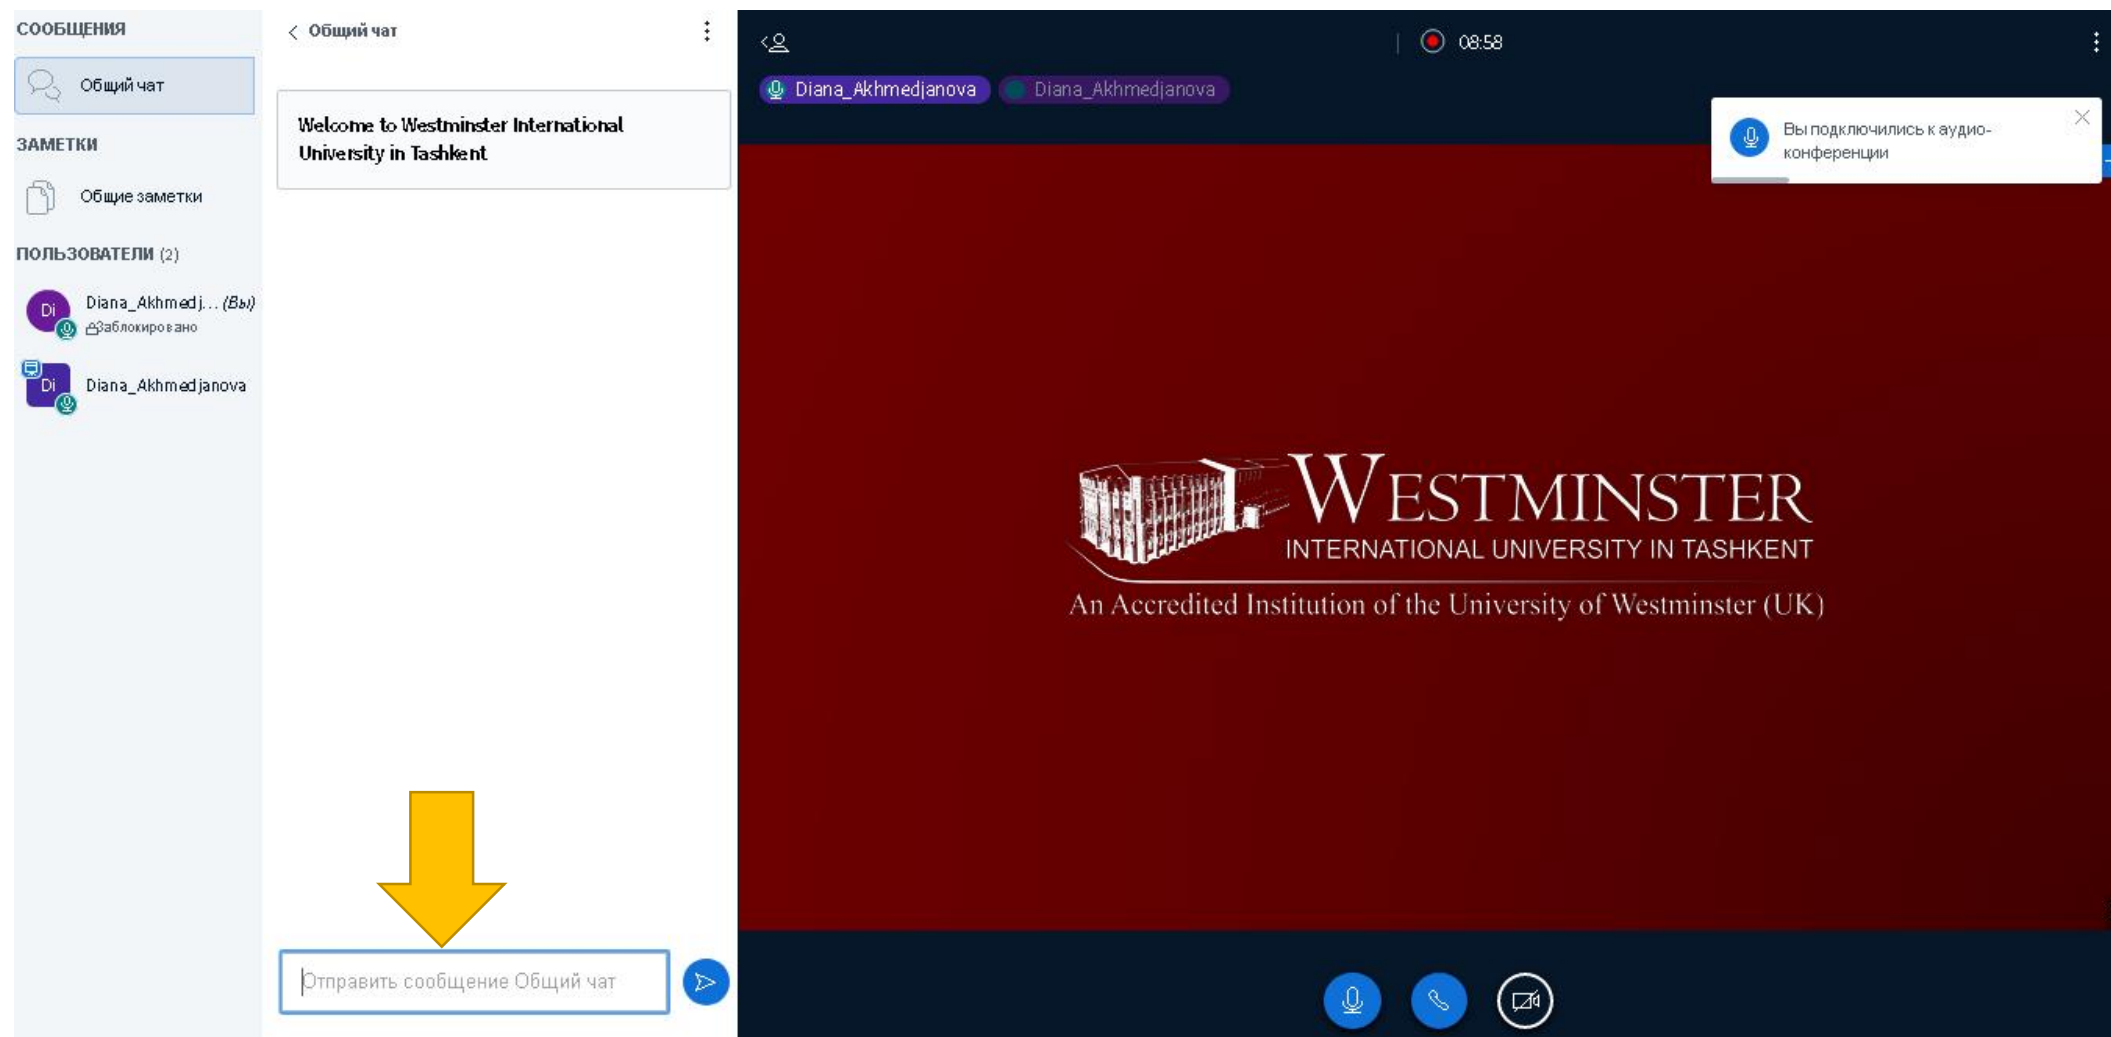 СООБЩЕНИЯ
Общий чат
ЗАМЕТКИ
Общие заметки
ПОЛЬЗОВАТЕЛИ (2)
Di
Diana_Akhmedj... (Вы)
Заблокировано
Di
Diana_Akhmedjanova
Общий чат
Welcome to Westminster International
University in Tashkent
Отправить сообщение Общий чат
08:58
Diana_Akhmedjanova
Diana_Akhmedjanova
Вы подключились к аудио-
конференции
WESTMINSTER
INTERNATIONAL UNIVERSITY IN TASHKENT
An Accredited Institution of the University of Westminster (UK)